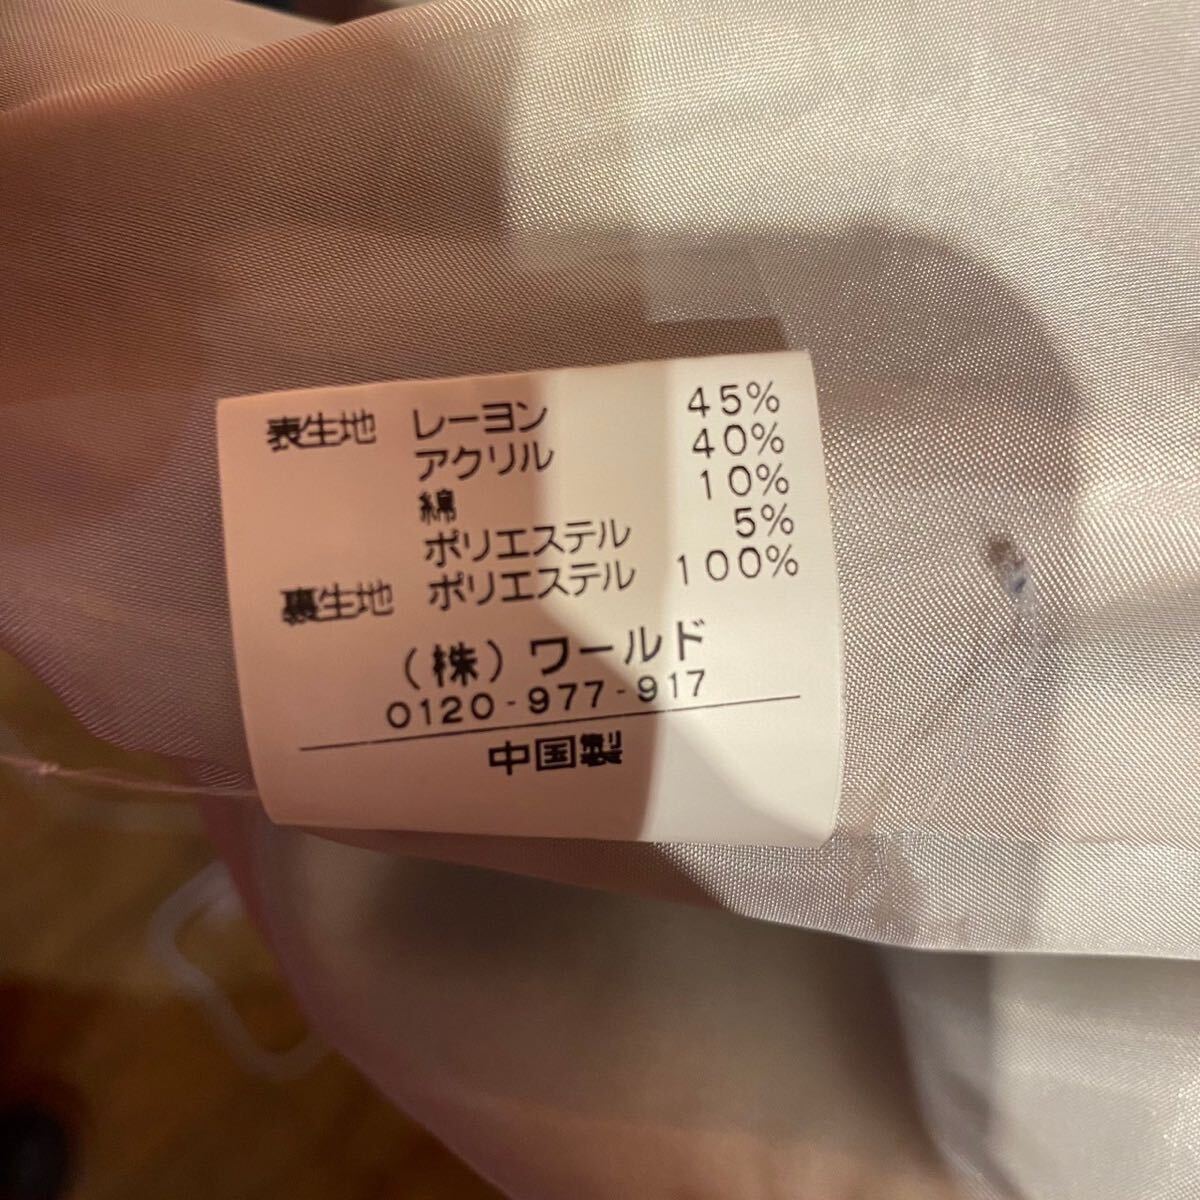 表生地 レーヨン 45%
アクリル 40%
綿 10%
ポリエステル 5%
裏生地 ポリエステル 100%
(株)ワールド
0120-977-917
中国製